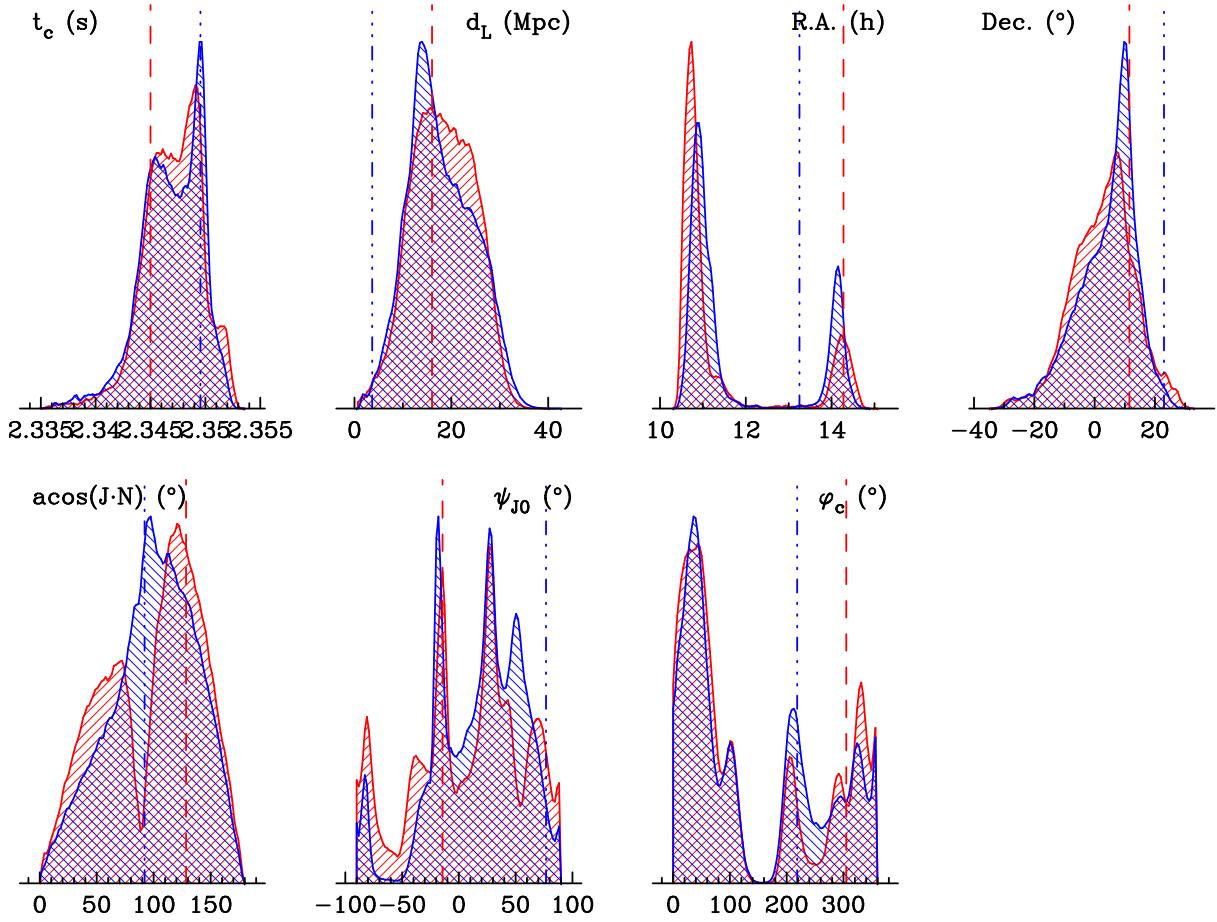 t_c (s)
d_L (Mpc)
R.A. (h)
Dec. (°)
2.335 2.34 2.345 2.35 2.355
0 20 40
10 12 14
-40 -20 0 20
acos(J·N) (°)
ψ_J0 (°)
φ_c (°)
0 50 100 150
-100 -50 0 50 100
0 100 200 300